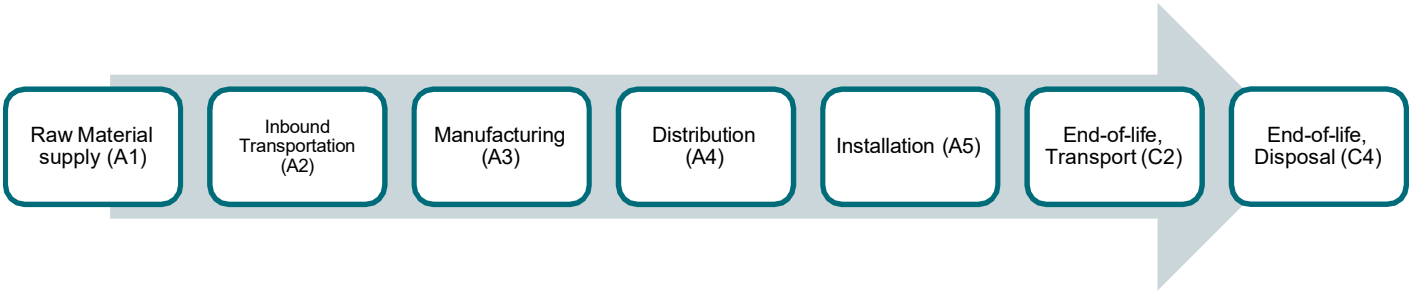 Raw Material
supply (A1)
Inbound
Transportation
(A2)
Manufacturing
(A3)
Distribution
(A4)
Installation (A5)
End-of-life,
Transport (C2)
End-of-life,
Disposal (C4)